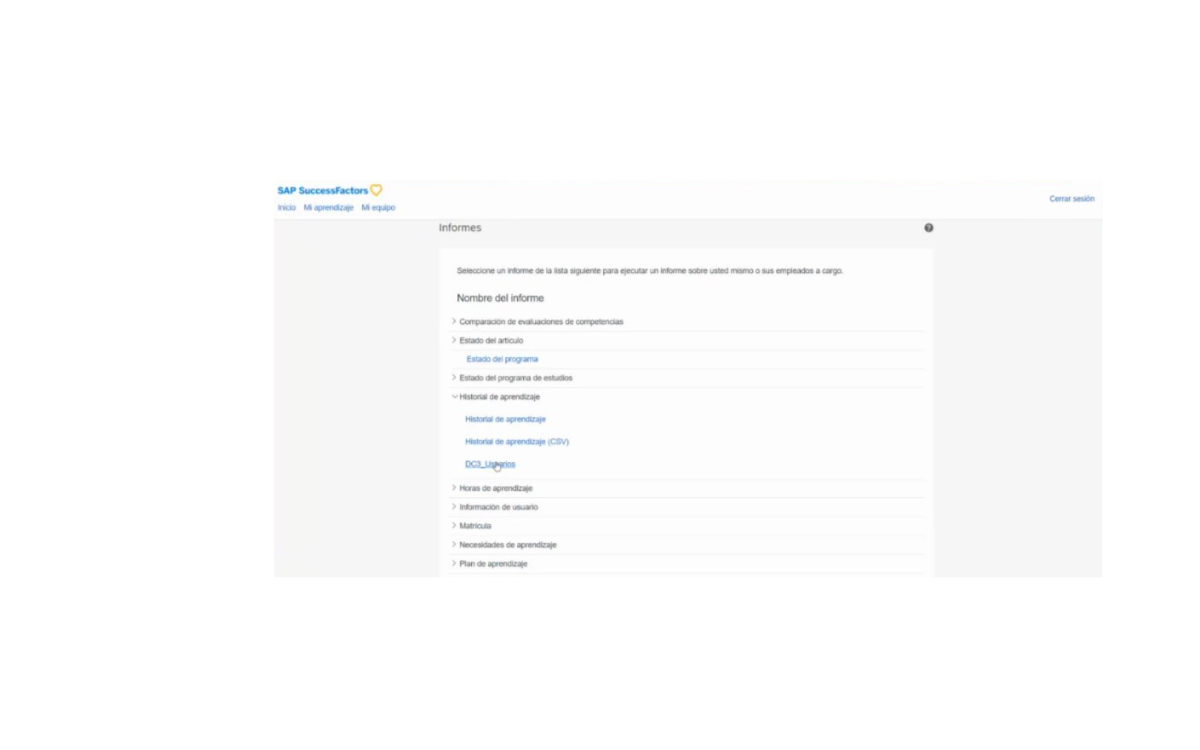 SAP SuccessFactors
Inicio Mi aprendizaje Mi equipo
Cerrar sesión
Informes
Seleccione un informe de la lista siguiente para ejecutar un informe sobre usted mismo o sus empleados a cargo.
Nombre del informe
Comparación de evaluaciones de competencias
Estado del artículo
Estado del programa
Estado del programa de estudios
Historial de aprendizaje
Historial de aprendizaje
Historial de aprendizaje (CSV)
DC3_Usuarios
Horas de aprendizaje
Información de usuario
Matrícula
Necesidades de aprendizaje
Plan de aprendizaje